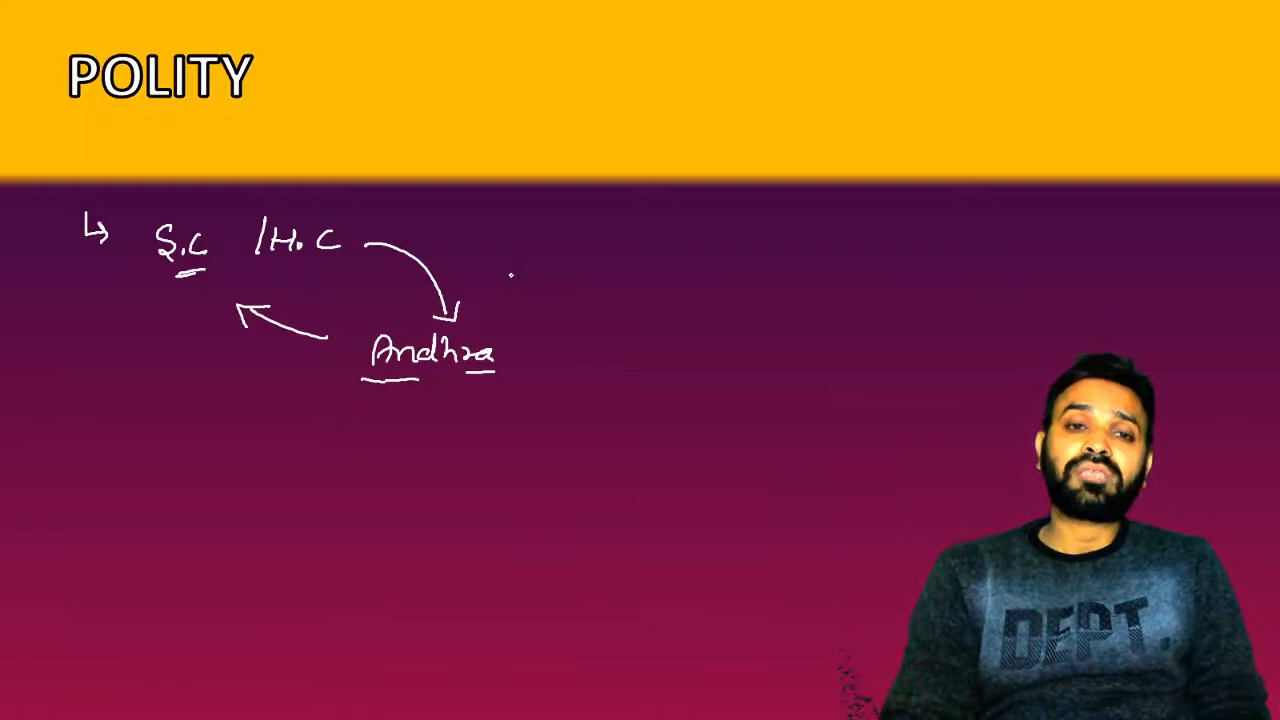 POLITY
↳ S.C /H.C
Andhra
DEPT.